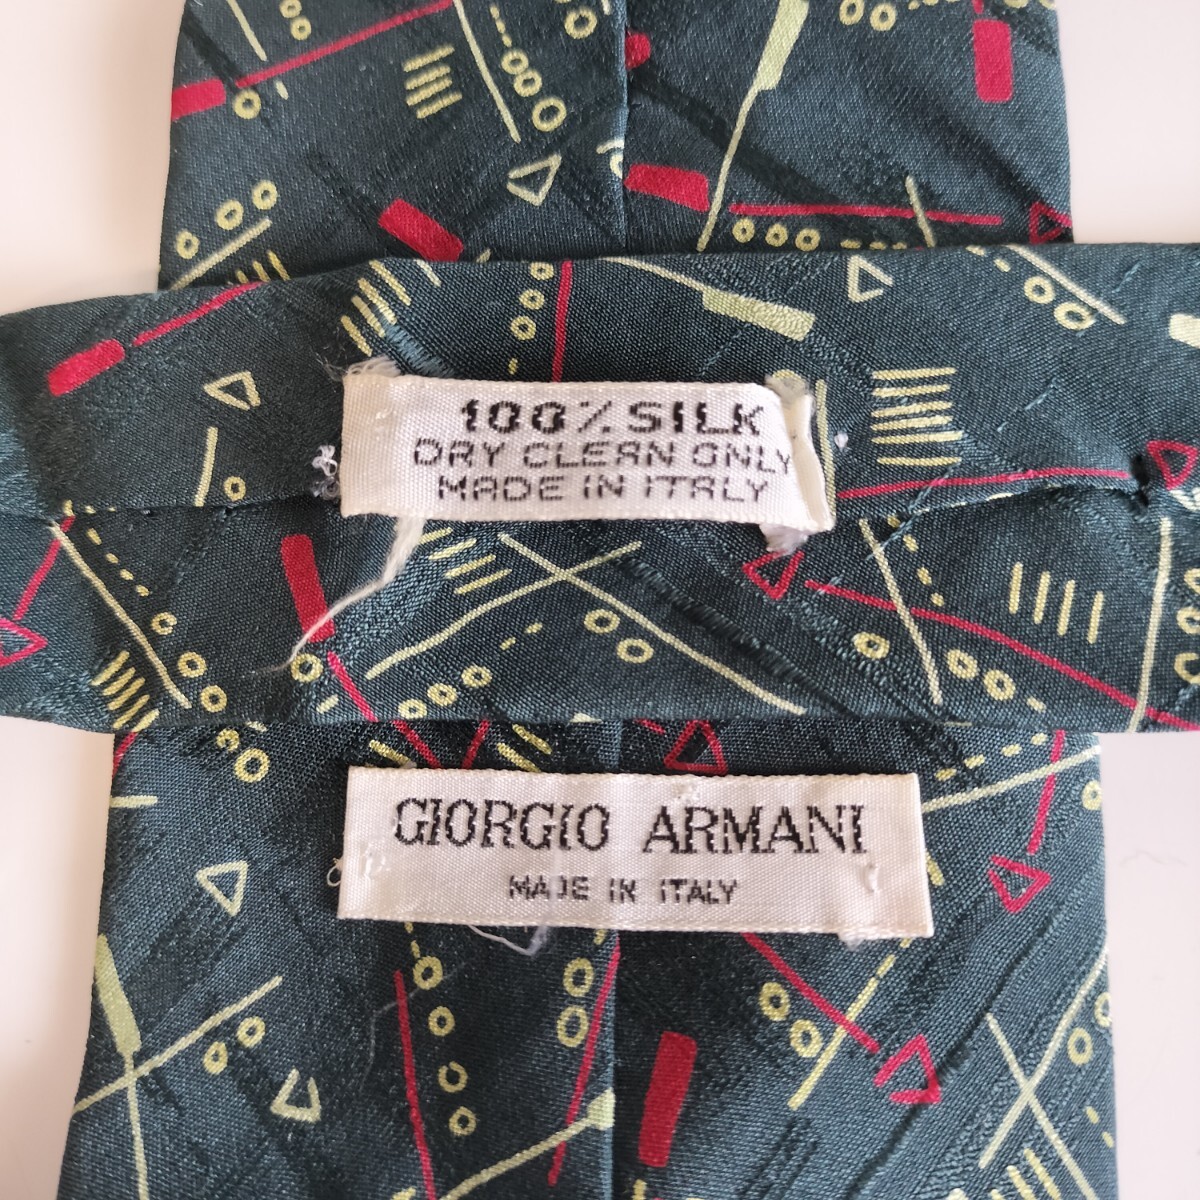 100% SILK
DRY CLEAN ONLY
MADE IN ITALY
GIORGIO ARMANI
MADE IN ITALY